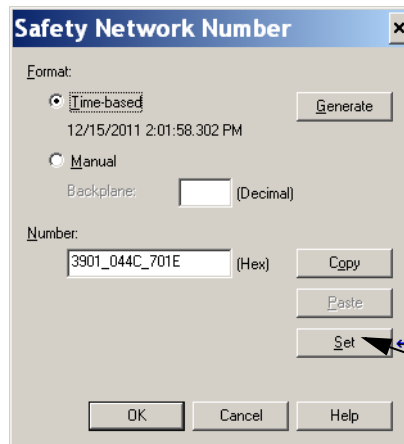 Safety Network Number
Format:
Time-based
Generate
12/15/2011 2:01:58.302 PM
Manual
Backplane:
(Decimal)
Number:
3901_044C_701E
(Hex)
Copy
Paste
Set
OK
Cancel
Help